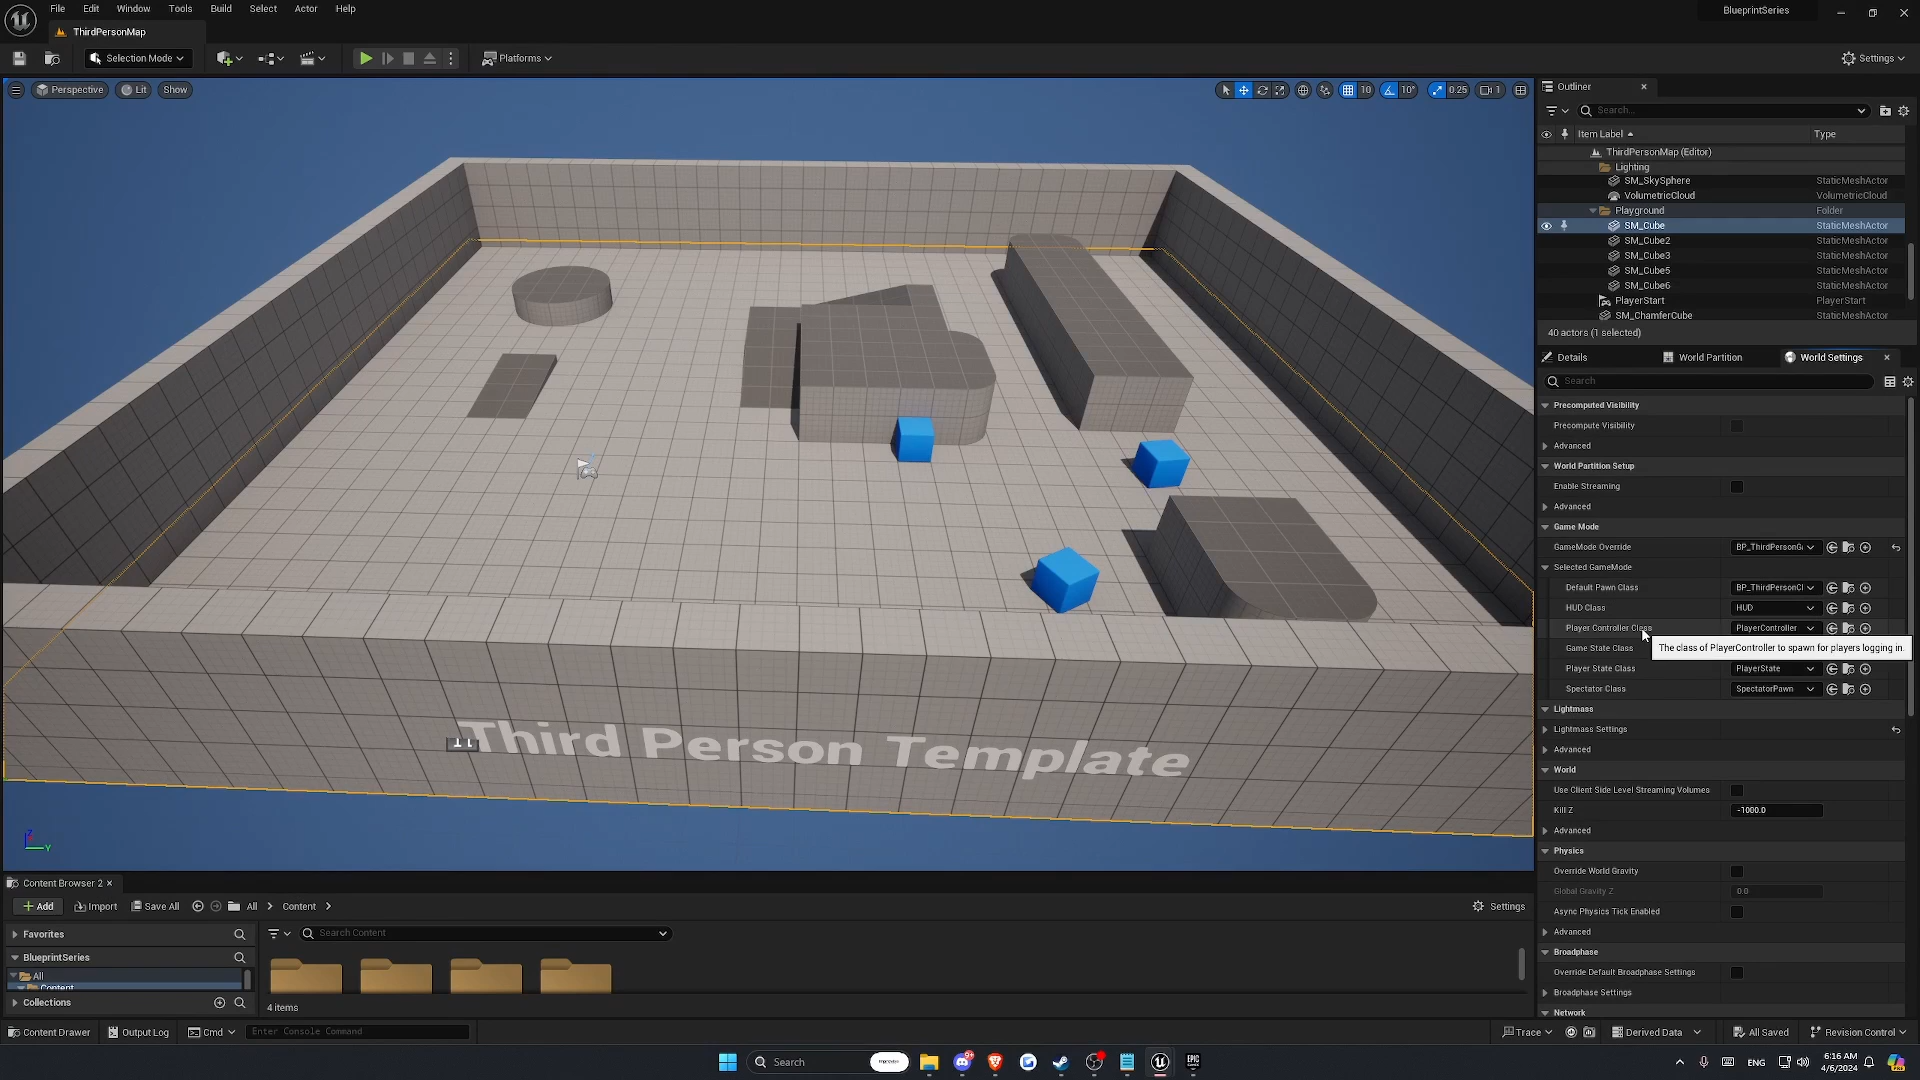 File Edit Window Tools Build Select Actor Help
BlueprintSeries
ThirdPersonMap
Selection Mode
Platforms
Settings
Perspective Lit Show
10 10° 0.25 1
Third Person Template
Z
Y
Outliner
Search...
Item Label Type
ThirdPersonMap (Editor)
Lighting
SM_SkySphere StaticMeshActor
VolumetricCloud VolumetricCloud
Playground Folder
SM_Cube StaticMeshActor
SM_Cube2 StaticMeshActor
SM_Cube3 StaticMeshActor
SM_Cube5 StaticMeshActor
SM_Cube6 StaticMeshActor
PlayerStart PlayerStart
SM_ChamferCube StaticMeshActor
40 actors (1 selected)
Details World Partition World Settings
Search
Precomputed Visibility
Precompute Visibility
Advanced
World Partition Setup
Enable Streaming
Advanced
Game Mode
GameMode Override BP_ThirdPersonG
Selected GameMode
Default Pawn Class BP_ThirdPersonCl
HUD Class HUD
Player Controller Class PlayerController
Game State Class
The class of PlayerController to spawn for players logging in.
Player State Class PlayerState
Spectator Class SpectatorPawn
Lightmass
Lightmass Settings
Advanced
World
Use Client Side Level Streaming Volumes
Kill Z -1000.0
Advanced
Physics
Override World Gravity
Global Gravity Z 0.0
Async Physics Tick Enabled
Advanced
Broadphase
Override Default Broadphase Settings
Broadphase Settings
Network
Content Browser 2
Add Import Save All All Content
Settings
Favorites
Search Content
BlueprintSeries
All
Content
Collections
4 items
Content Drawer Output Log Cmd Enter Console Command
Trace Derived Data All Saved Revision Control
Search
9+
ENG
6:16 AM
4/6/2024